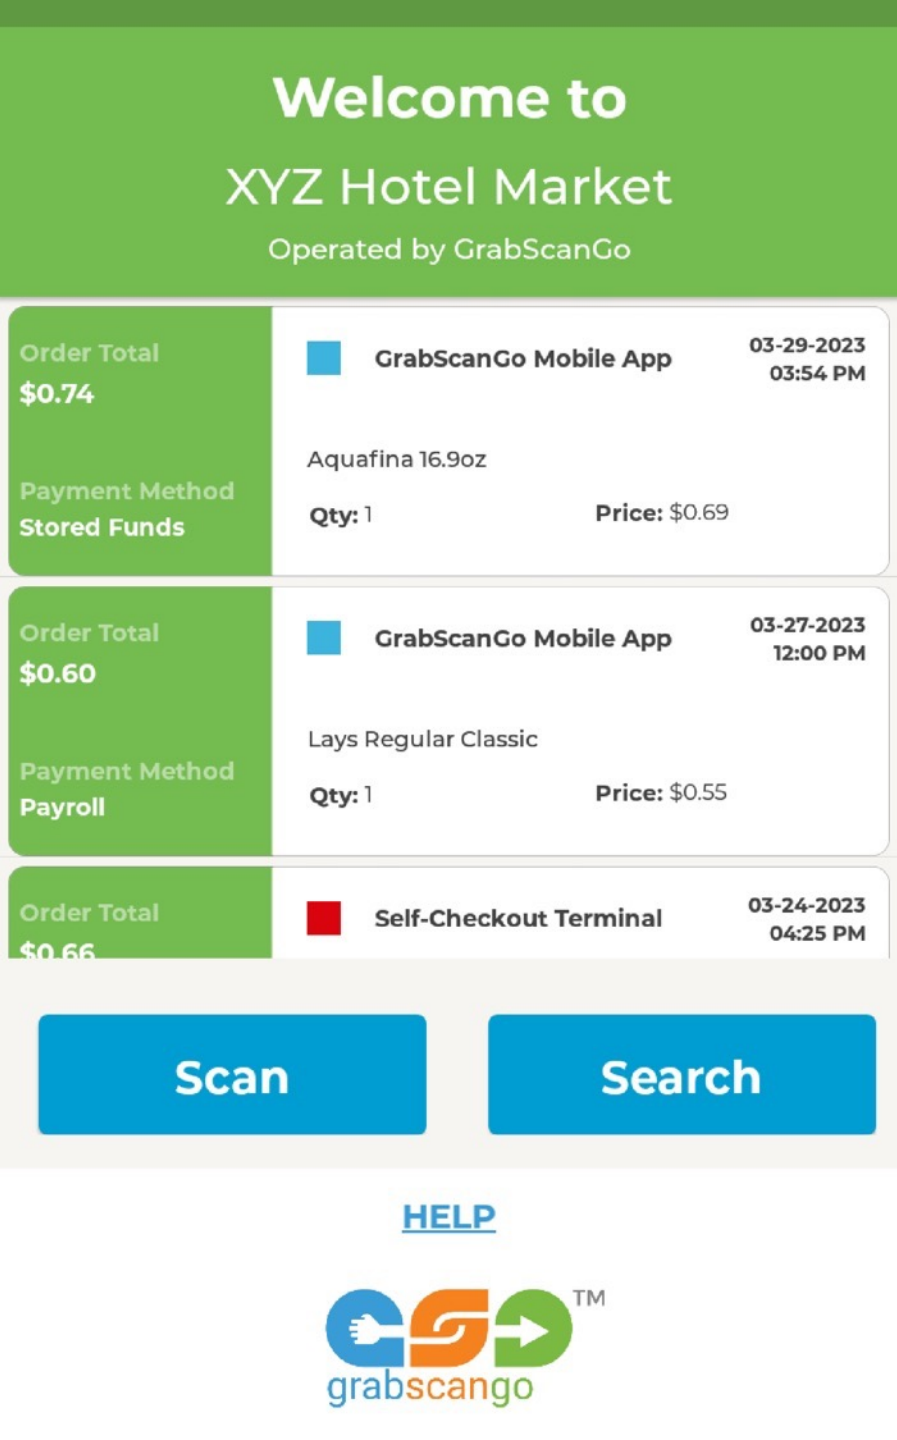 Welcome to
XYZ Hotel Market
Operated by GrabScanGo
Order Total
$0.74
Payment Method
Stored Funds
GrabScanGo Mobile App
03-29-2023
03:54 PM
Aquafina 16.9oz
Qty: 1 Price: $0.69
Order Total
$0.60
Payment Method
Payroll
GrabScanGo Mobile App
03-27-2023
12:00 PM
Lays Regular Classic
Qty: 1 Price: $0.55
Order Total
$0.66
Self-Checkout Terminal
03-24-2023
04:25 PM
Scan Search
HELP
TM
grabscango